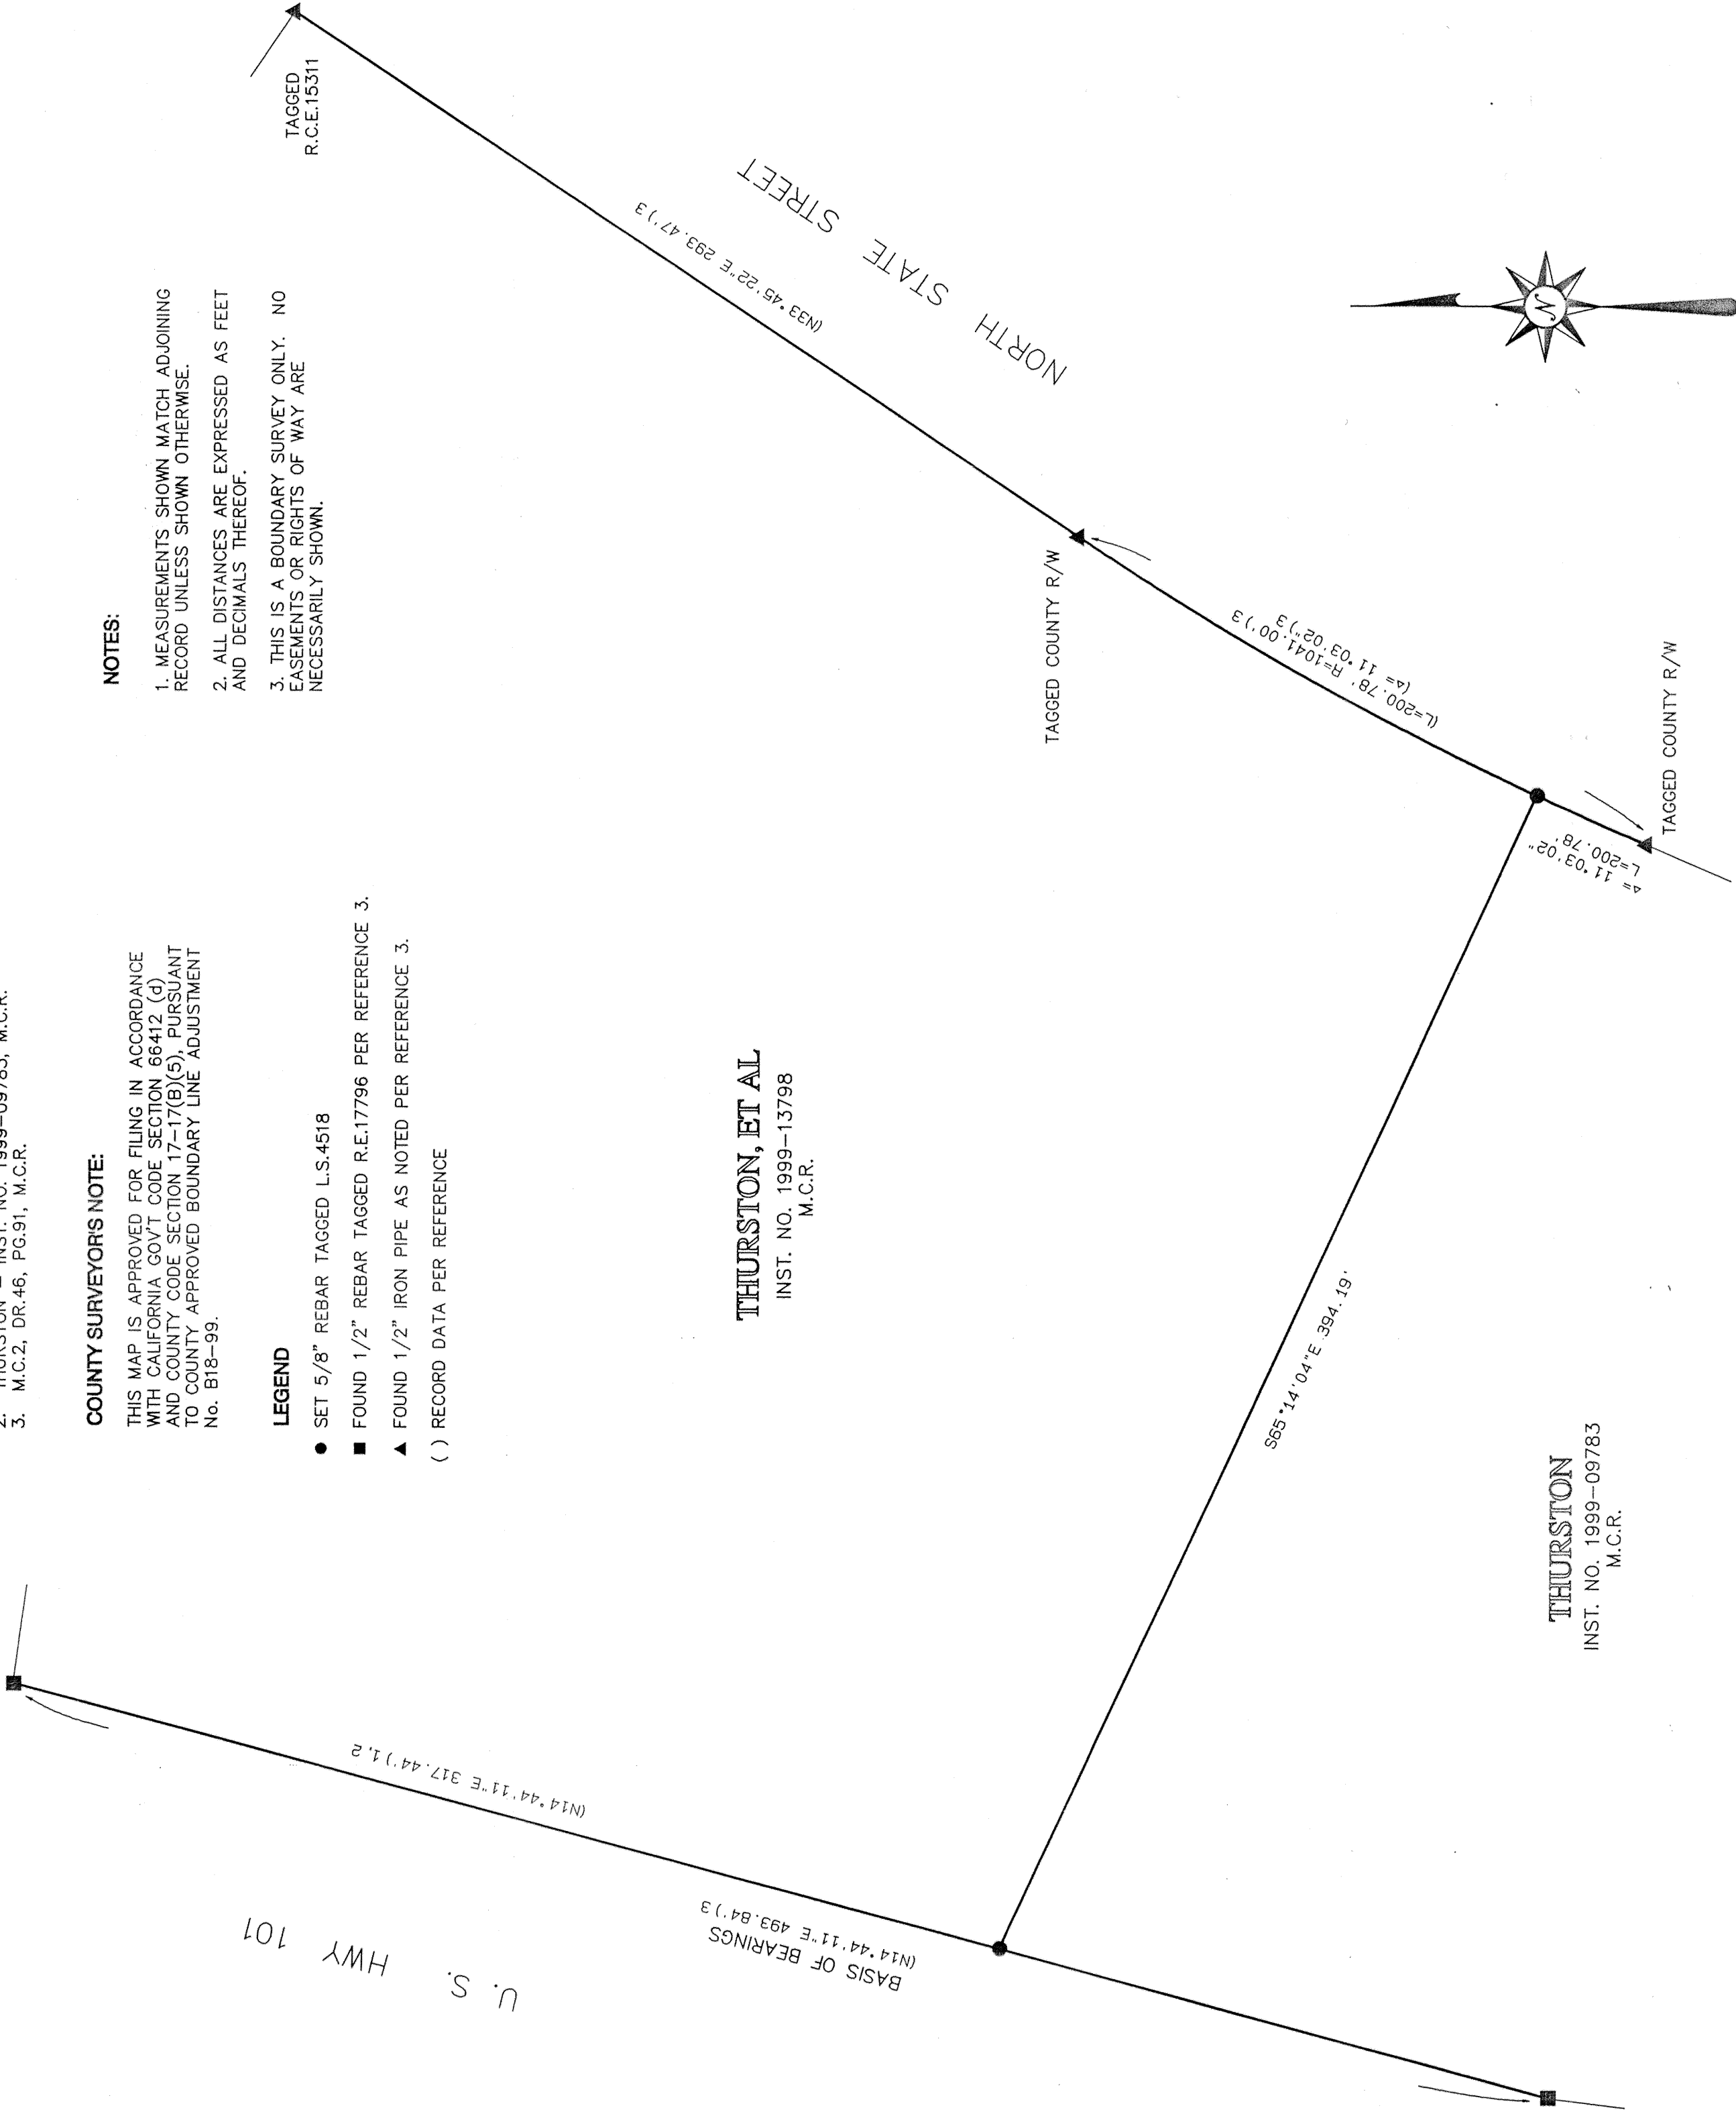 3. M.C.2, DR.46, PG.91, M.C.R.
COUNTY SURVEYOR'S NOTE:
THIS MAP IS APPROVED FOR FILING IN ACCORDANCE
WITH CALIFORNIA GOV'T CODE SECTION 66412 (d)
AND COUNTY CODE SECTION 17-17(B)(5), PURSUANT
TO COUNTY APPROVED BOUNDARY LINE ADJUSTMENT
No. B18-99.
LEGEND
● SET 5/8" REBAR TAGGED L.S.4518
■ FOUND 1/2" REBAR TAGGED R.E.17796 PER REFERENCE 3.
▲ FOUND 1/2" IRON PIPE AS NOTED PER REFERENCE 3.
( ) RECORD DATA PER REFERENCE
NOTES:
1. MEASUREMENTS SHOWN MATCH ADJOINING
RECORD UNLESS SHOWN OTHERWISE.
2. ALL DISTANCES ARE EXPRESSED AS FEET
AND DECIMALS THEREOF.
3. THIS IS A BOUNDARY SURVEY ONLY. NO
EASEMENTS OR RIGHTS OF WAY ARE
NECESSARILY SHOWN.
TAGGED
R.C.E.15311
(N33°45'22"E 293.47')3
NORTH STATE STREET
TAGGED COUNTY R/W
(L=200.78' R=1041.00')3
(Δ= 11°03'02")3
Δ= 11°03'02"
L=200.78'
TAGGED COUNTY R/W
THURSTON, ET AL
INST. NO. 1999-13798
M.C.R.
S65°14'04"E 394.19'
THURSTON
INST. NO. 1999-09783
M.C.R.
(N14°44'11"E 317.44')1,2
U. S. HWY 101
(N14°44'11"E 493.84')3
BASIS OF BEARINGS
N